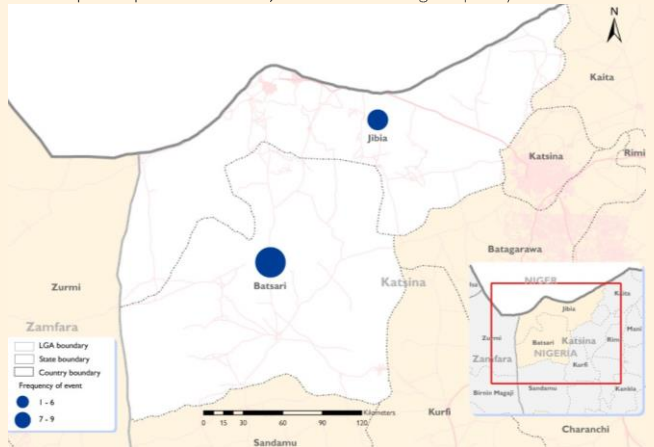 N
Kaita
Jibia
Katsina
Rimi
Batagarawa
Zurmi
Batsari
Katsina
Zamfara
Kurfi
Sandamu
Charanchi
LGA boundary
State boundary
Country boundary
Frequency of event
1 - 6
7 - 9
0 15 30 60 90 120
Kilometers
NIGER
Kaita
Jibia
Zurmi
Batsari
Katsina
Rimi
Mani
Zamfara
NIGERIA
Kurfi
Birnin Magaji
Sandamu
Kankia